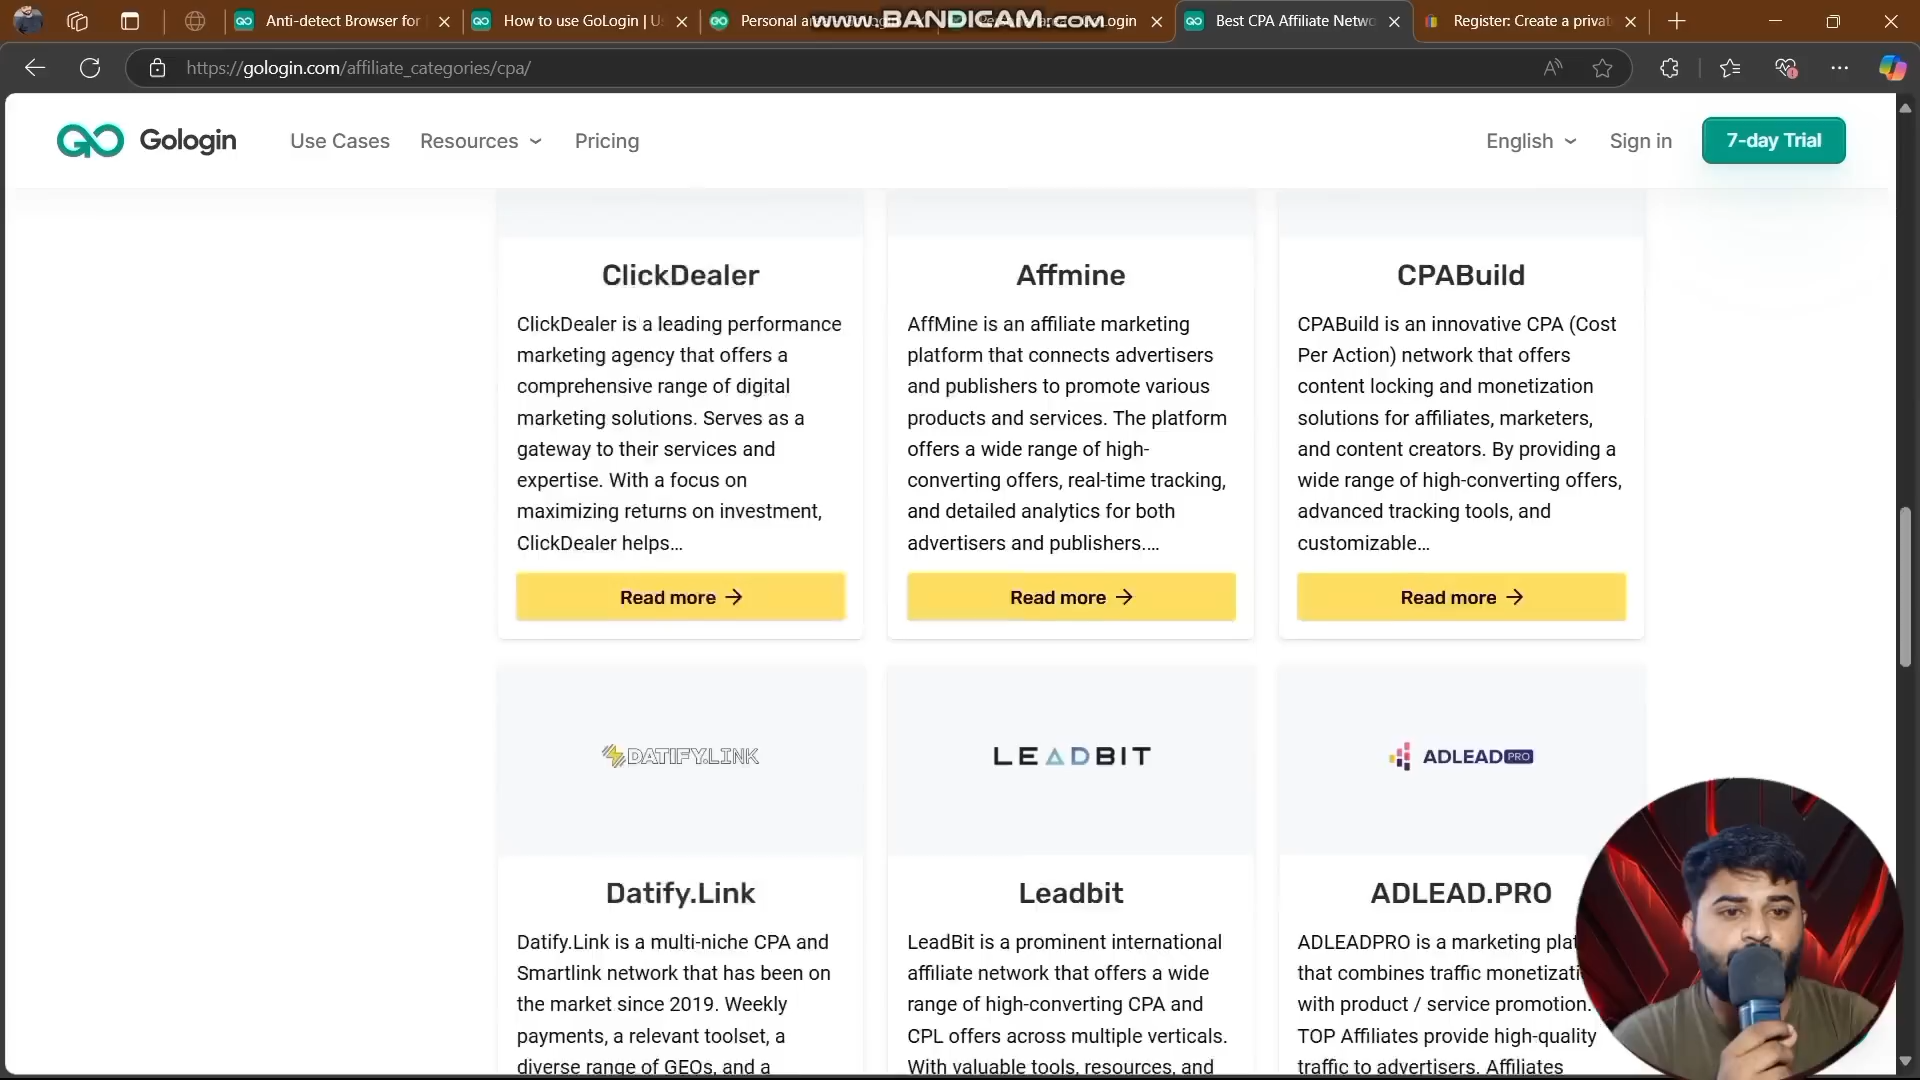 Anti-detect Browser for
How to use GoLogin | U
Personal a
www.BANDICAM.com
Login
Best CPA Affiliate Netw
Register: Create a privat
https://gologin.com/affiliate_categories/cpa/
GO Gologin
Use Cases
Resources
Pricing
English
Sign in
7-day Trial
ClickDealer
ClickDealer is a leading performance
marketing agency that offers a
comprehensive range of digital
marketing solutions. Serves as a
gateway to their services and
expertise. With a focus on
maximizing returns on investment,
ClickDealer helps...
Read more →
Affmine
AffMine is an affiliate marketing
platform that connects advertisers
and publishers to promote various
products and services. The platform
offers a wide range of high-
converting offers, real-time tracking,
and detailed analytics for both
advertisers and publishers....
Read more →
CPABuild
CPABuild is an innovative CPA (Cost
Per Action) network that offers
content locking and monetization
solutions for affiliates, marketers,
and content creators. By providing a
wide range of high-converting offers,
advanced tracking tools, and
customizable...
Read more →
DATIFY.LINK
Datify.Link
Datify.Link is a multi-niche CPA and
Smartlink network that has been on
the market since 2019. Weekly
payments, a relevant toolset, a
diverse range of GEOs, and a
LEADBIT
Leadbit
LeadBit is a prominent international
affiliate network that offers a wide
range of high-converting CPA and
CPL offers across multiple verticals.
With valuable tools, resources, and
ADLEAD PRO
ADLEAD.PRO
ADLEADPRO is a marketing plat
that combines traffic monetizati
with product / service promotion.
TOP Affiliates provide high-quality
traffic to advertisers. Affiliates